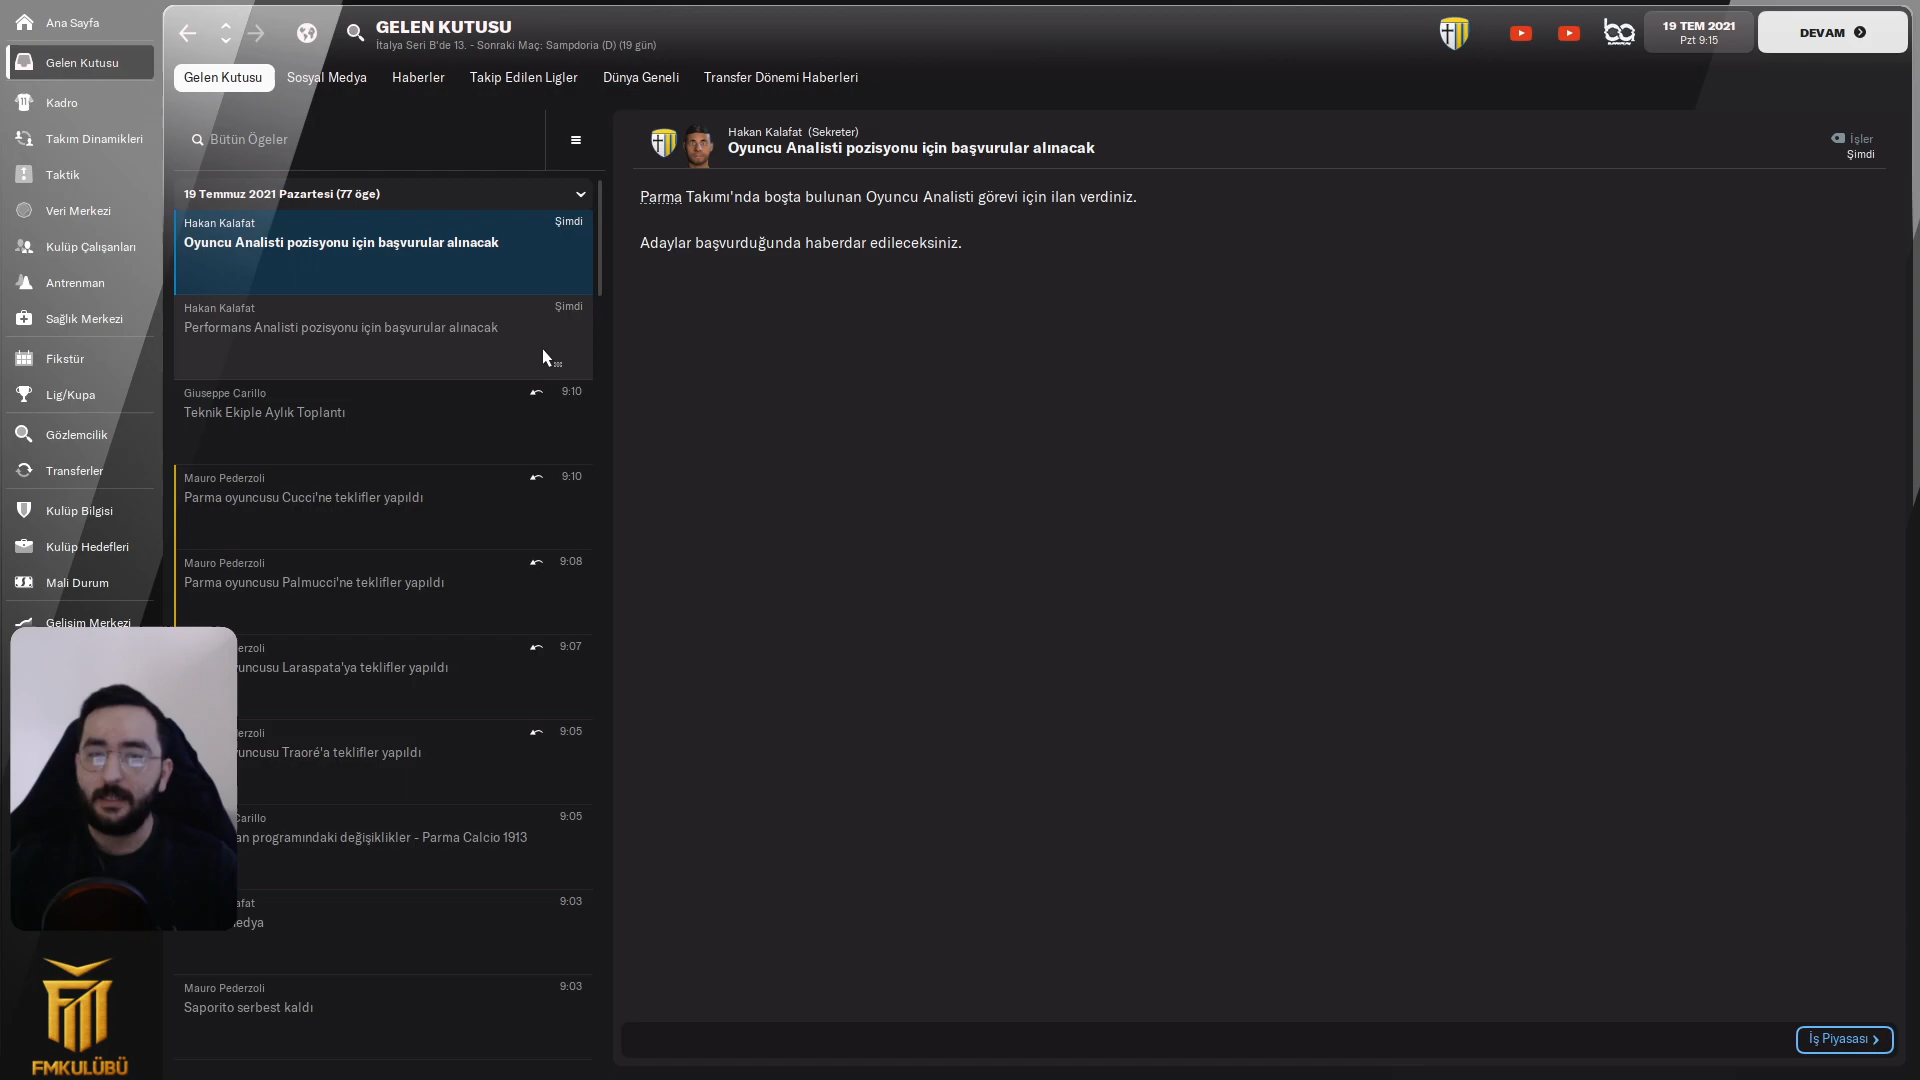 Ana Sayfa
Gelen Kutusu
Kadro
Takım Dinamikleri
Taktik
Veri Merkezi
Kulüp Çalışanları
Antrenman
Sağlık Merkezi
Fikstür
Lig/Kupa
Gözlemcilik
Transferler
Kulüp Bilgisi
Kulüp Hedefleri
Mali Durum
Gelişim Merkezi
FMKULÜBÜ
GELEN KUTUSU
İtalya Seri B'de 13. - Sonraki Maç: Sampdoria (D) (19 gün)
19 TEM 2021
Pzt 9:15
DEVAM
Gelen Kutusu Sosyal Medya Haberler Takip Edilen Ligler Dünya Geneli Transfer Dönemi Haberleri
Bütün Ögeler
19 Temmuz 2021 Pazartesi (77 öge)
Hakan Kalafat Şimdi
Oyuncu Analisti pozisyonu için başvurular alınacak
Hakan Kalafat Şimdi
Performans Analisti pozisyonu için başvurular alınacak
Giuseppe Carillo 9:10
Teknik Ekiple Aylık Toplantı
Mauro Pederzoli 9:10
Parma oyuncusu Cucci'ne teklifler yapıldı
Mauro Pederzoli 9:08
Parma oyuncusu Palmucci'ne teklifler yapıldı
erzoli 9:07
uncusu Laraspata'ya teklifler yapıldı
erzoli 9:05
uncusu Traoré'a teklifler yapıldı
Carillo 9:05
an programındaki değişiklikler - Parma Calcio 1913
afat 9:03
edya
Mauro Pederzoli 9:03
Saporito serbest kaldı
Hakan Kalafat (Sekreter)
Oyuncu Analisti pozisyonu için başvurular alınacak
İşler
Şimdi
Parma Takımı'nda boşta bulunan Oyuncu Analisti görevi için ilan verdiniz.
Adaylar başvurduğunda haberdar edileceksiniz.
İş Piyasası